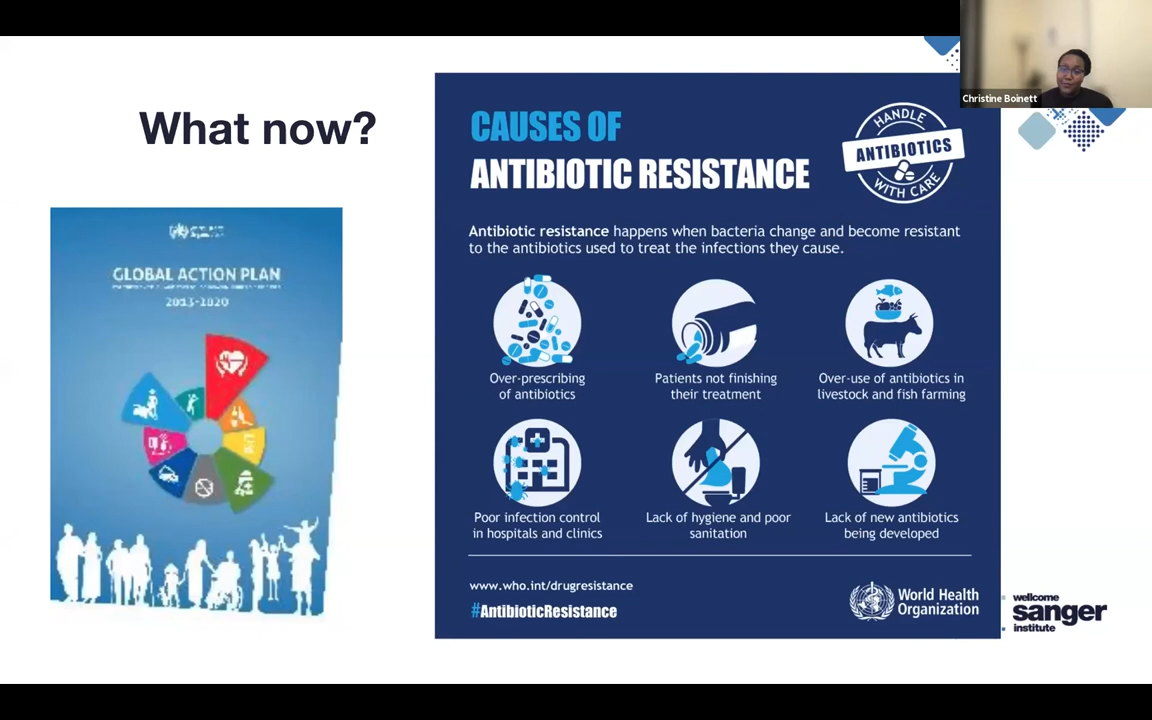 Christine Boinett
What now?
GLOBAL ACTION PLAN
2013-1820
CAUSES OF
ANTIBIOTIC RESISTANCE
HANDLE
ANTIBIOTICS
WITH CARE
Antibiotic resistance happens when bacteria change and become resistant
to the antibiotics used to treat the infections they cause.
Over-prescribing
of antibiotics
Patients not finishing
their treatment
Over-use of antibiotics in
livestock and fish farming
Poor infection control
in hospitals and clinics
Lack of hygiene and poor
sanitation
Lack of new antibiotics
being developed
www.who.int/drugresistance
#AntibioticResistance
World Health
Organization
wellcome
sanger
institute